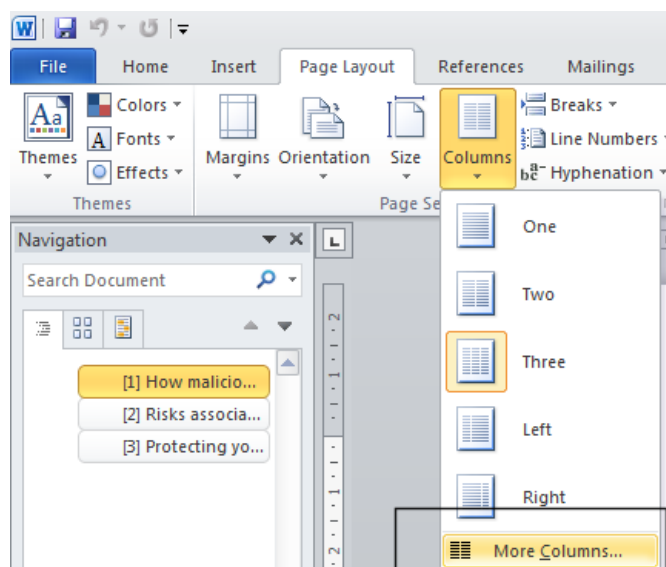 File Home Insert Page Layout References Mailings
Aa Colors Breaks
A Fonts Line Numbers
Themes Margins Orientation Size Columns
Effects Hyphenation
Themes Page Se
Navigation
One
Search Document
Two
[1] How malicio... Three
[2] Risks associa...
[3] Protecting yo... Left
Right
More Columns...